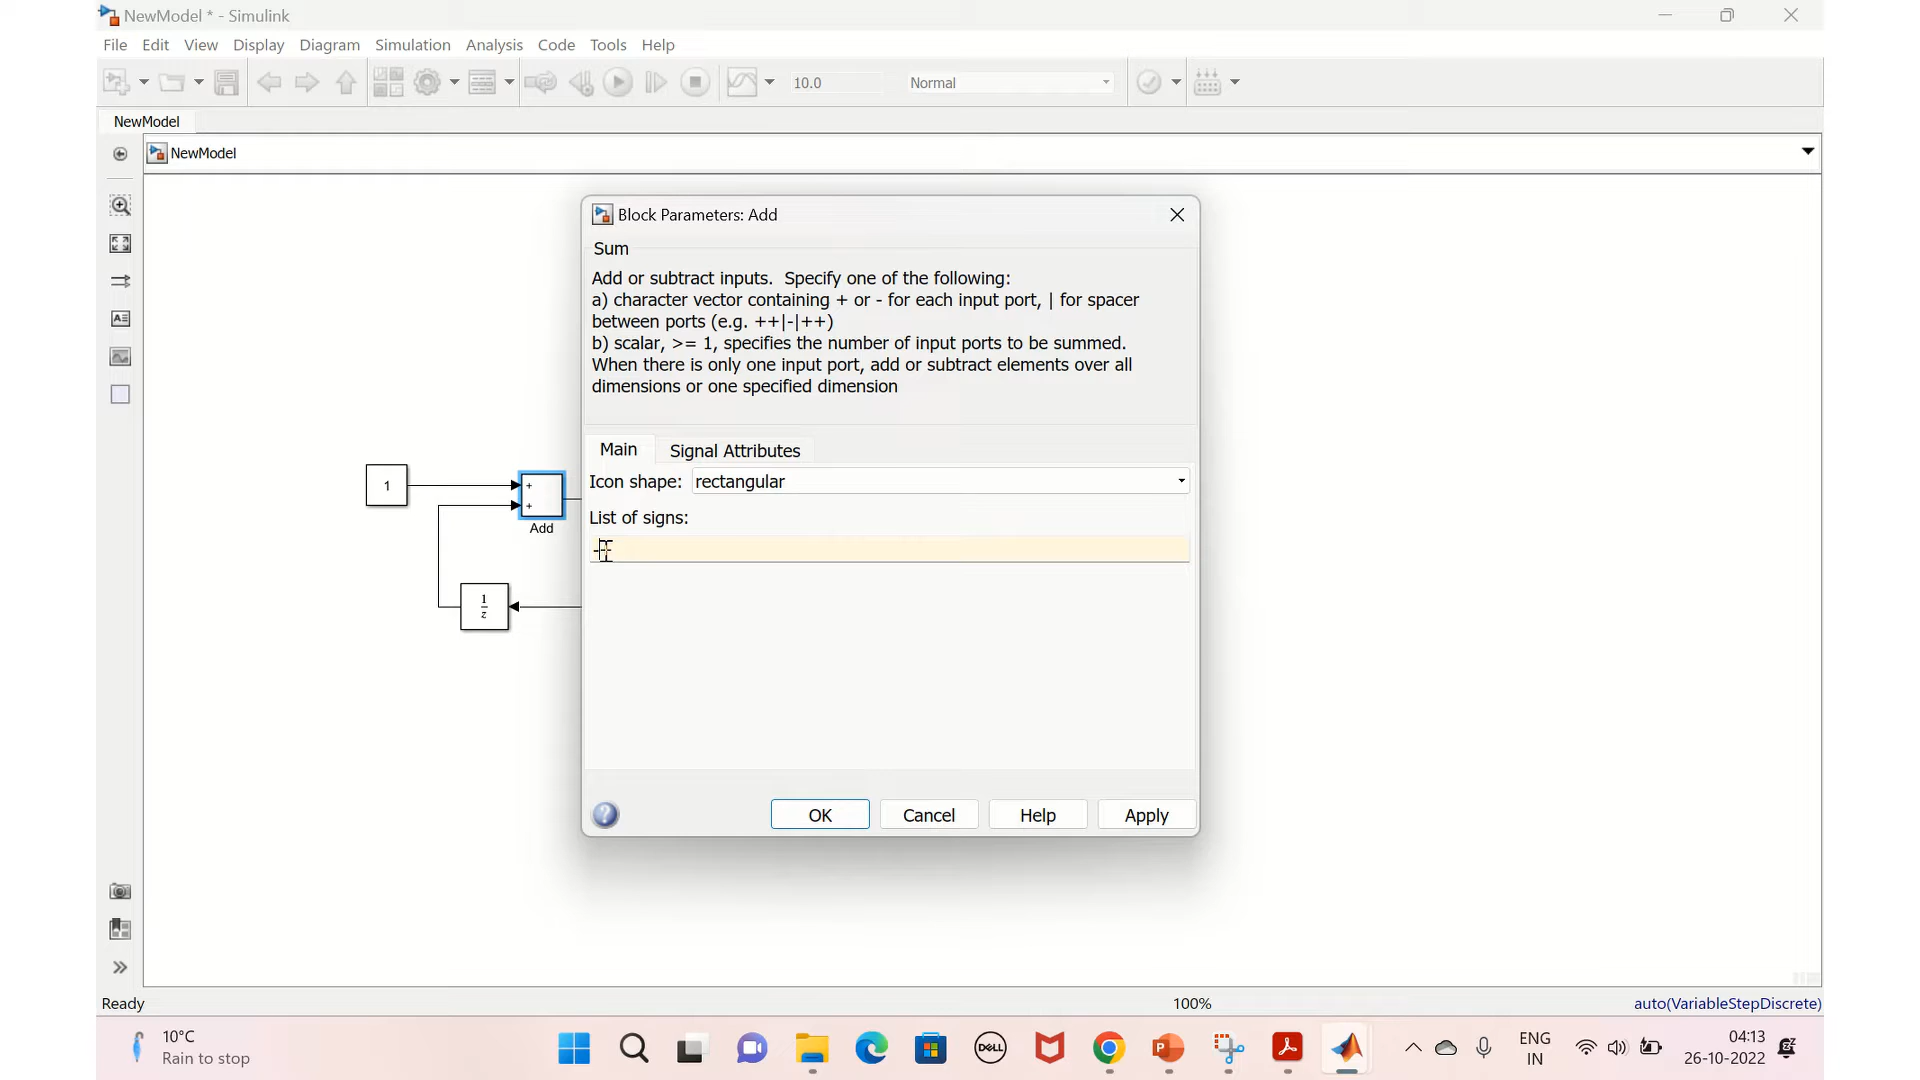 NewModel * - Simulink
File Edit View Display Diagram Simulation Analysis Code Tools Help
10.0 Normal
NewModel
NewModel
Block Parameters: Add
Sum
Add or subtract inputs. Specify one of the following:
a) character vector containing + or - for each input port, | for spacer
between ports (e.g. ++|-|++)
b) scalar, >= 1, specifies the number of input ports to be summed.
When there is only one input port, add or subtract elements over all
dimensions or one specified dimension
Main Signal Attributes
Icon shape: rectangular
List of signs:
1
+
+
Add
1
z
OK Cancel Help Apply
Ready 100% auto(VariableStepDiscrete)
10°C
Rain to stop
DELL
ENG
IN
04:13
26-10-2022